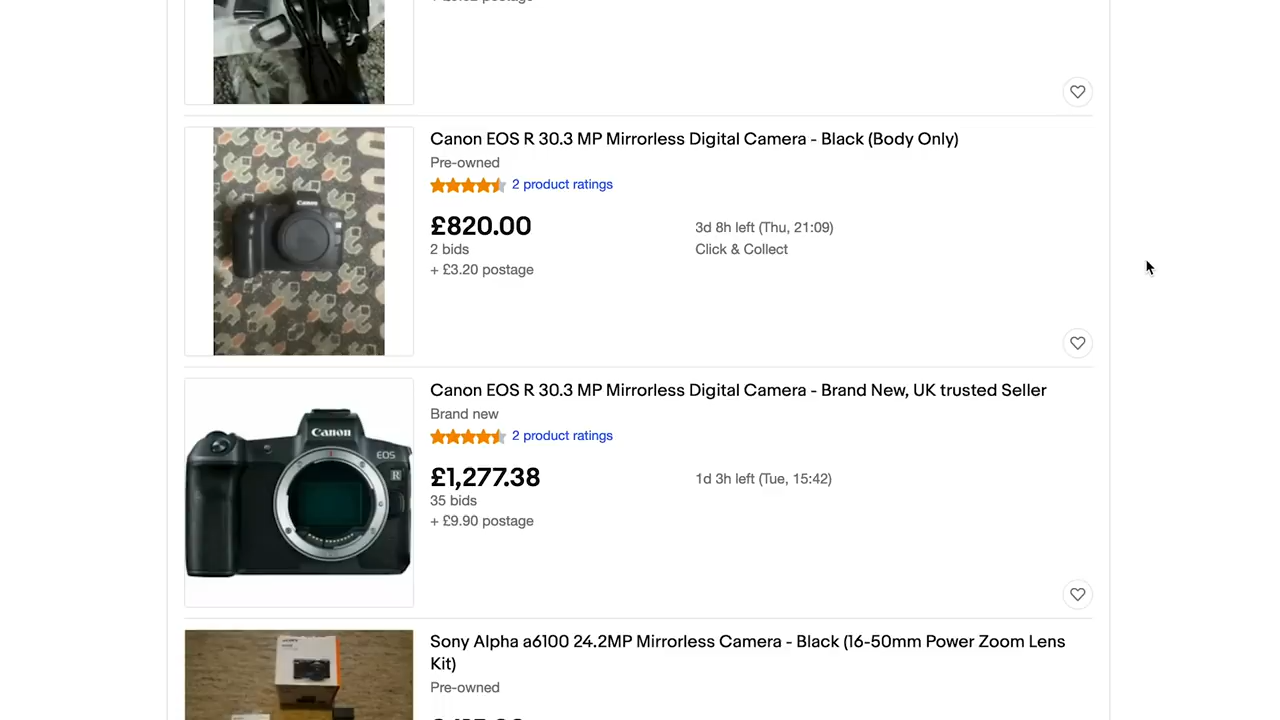 Canon EOS R 30.3 MP Mirrorless Digital Camera - Black (Body Only)
Pre-owned
2 product ratings
£820.00
3d 8h left (Thu, 21:09)
2 bids
Click & Collect
+ £3.20 postage
Canon
Canon EOS R 30.3 MP Mirrorless Digital Camera - Brand New, UK trusted Seller
Brand new
2 product ratings
£1,277.38
1d 3h left (Tue, 15:42)
35 bids
+ £9.90 postage
Canon
EOS
R
Sony Alpha a6100 24.2MP Mirrorless Camera - Black (16-50mm Power Zoom Lens
Kit)
Pre-owned